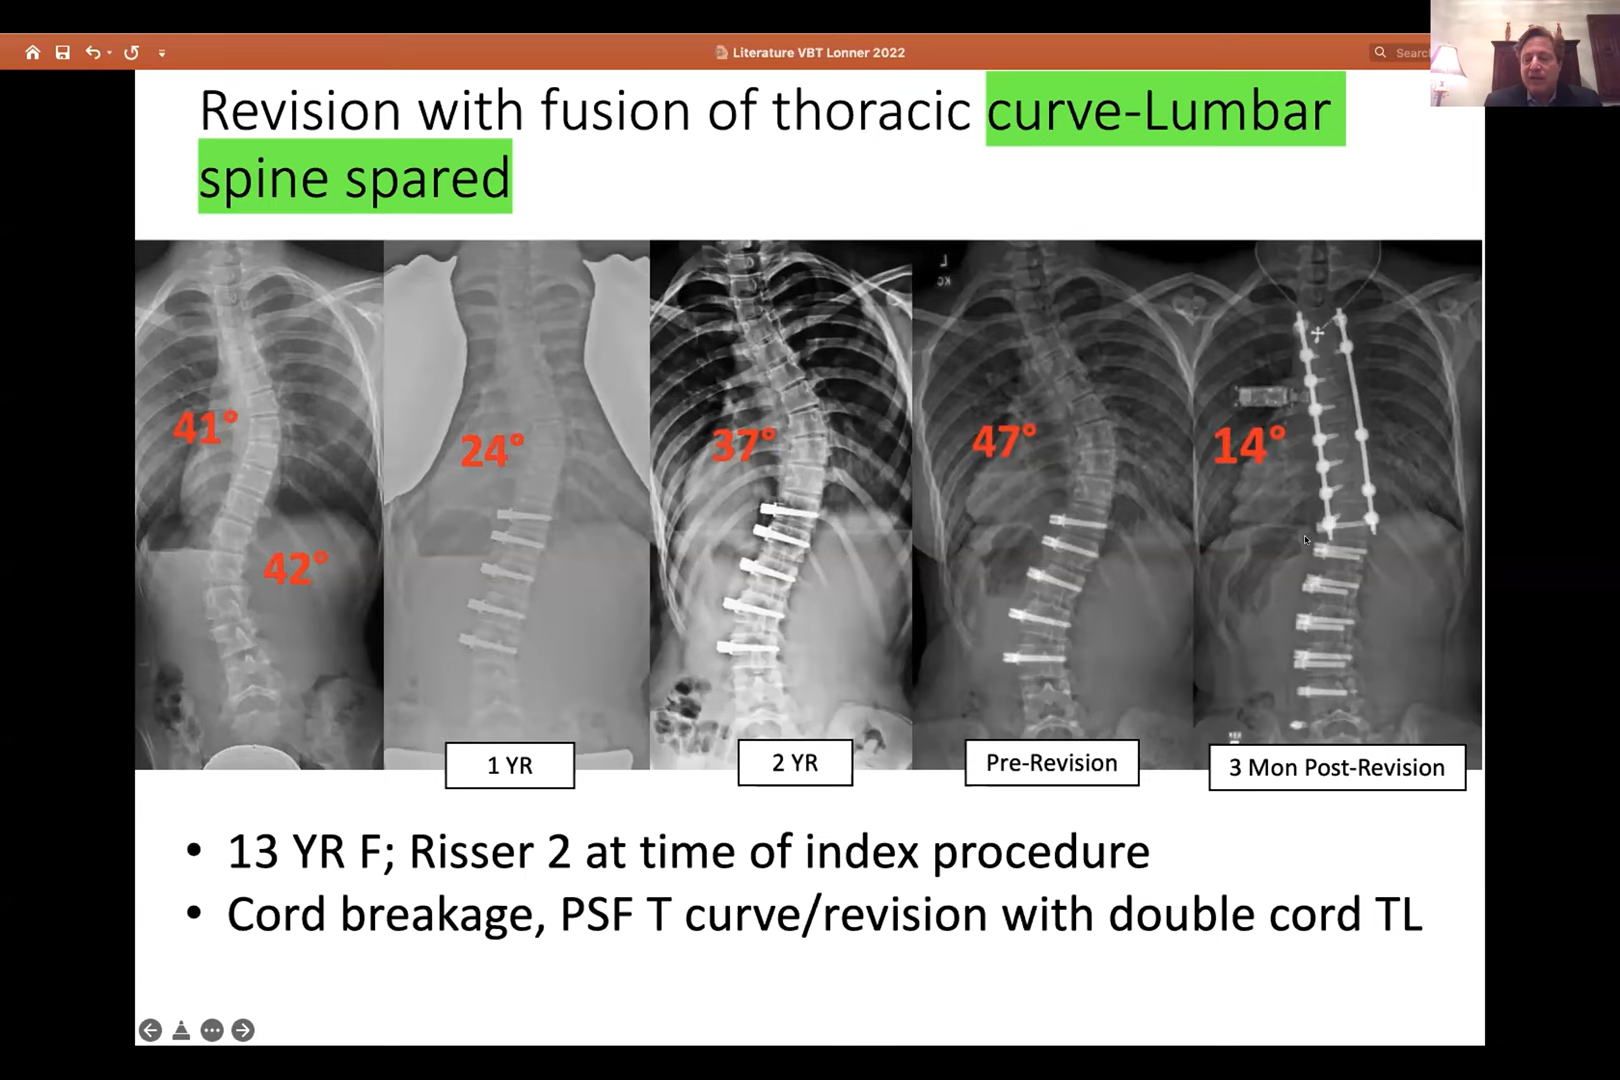 Literature VBT Lonner 2022
Searc
Revision with fusion of thoracic curve-Lumbar
spine spared
41°
24°
37°
47°
14°
42°
L
1 YR
2 YR
Pre-Revision
3 Mon Post-Revision
• 13 YR F; Risser 2 at time of index procedure
• Cord breakage, PSF T curve/revision with double cord TL